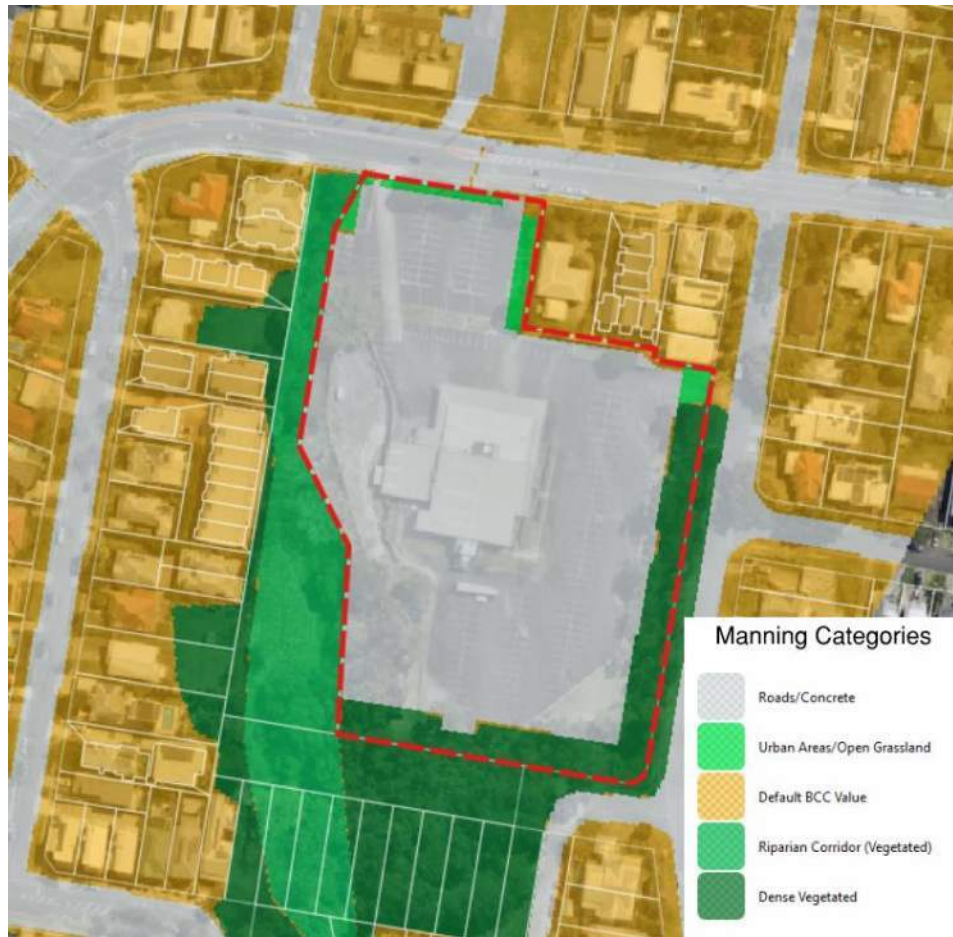 Manning Categories
Roads/Concrete
Urban Areas/Open Grassland
Default BCC Value
Riparian Corridor (Vegetated)
Dense Vegetated